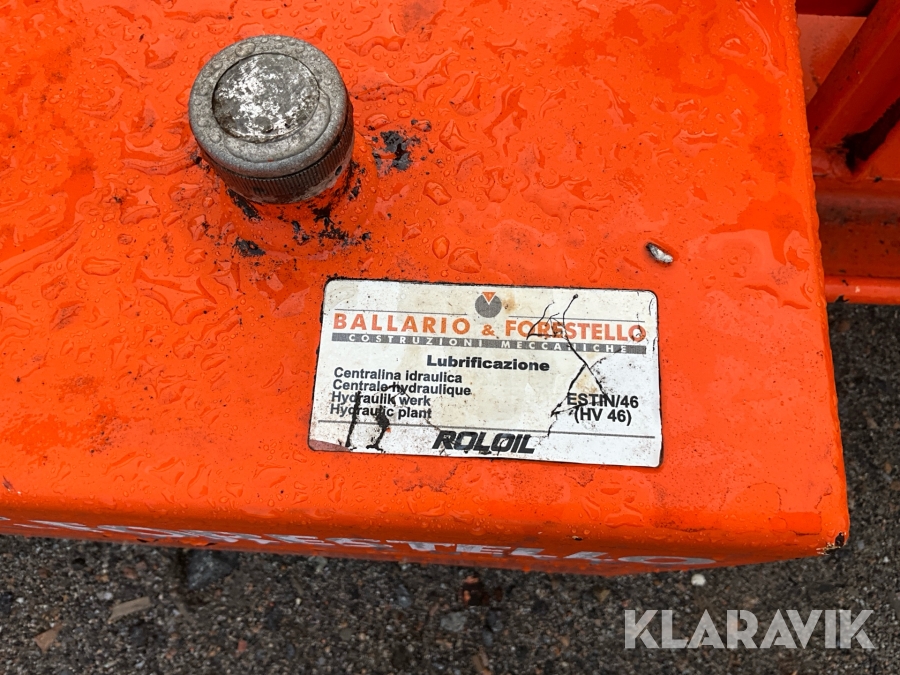 BALLARIO & FORESTELLO
COSTRUZIONI MECCANICHE
Lubrificazione
Centralina idraulica
Centrale hydraulique
Hydraulik werk
Hydraulic plant
ESTIN/46
(HV 46)
ROLOIL
FORESTELLO
KLARAVIK